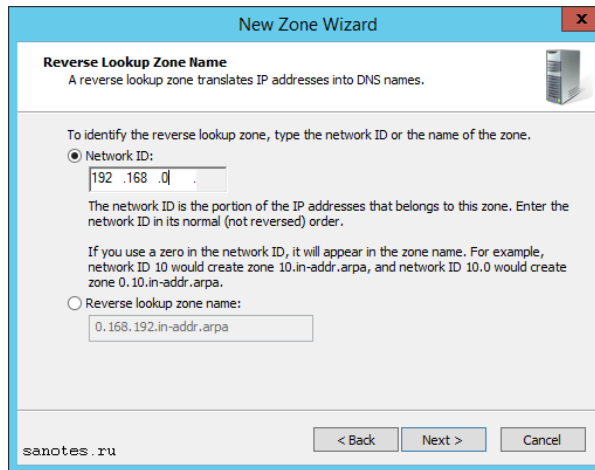 New Zone Wizard
x
Reverse Lookup Zone Name
A reverse lookup zone translates IP addresses into DNS names.
To identify the reverse lookup zone, type the network ID or the name of the zone.
Network ID:
192 .168 .0 .
The network ID is the portion of the IP addresses that belongs to this zone. Enter the
network ID in its normal (not reversed) order.
If you use a zero in the network ID, it will appear in the zone name. For example,
network ID 10 would create zone 10.in-addr.arpa, and network ID 10.0 would create
zone 0.10.in-addr.arpa.
Reverse lookup zone name:
0.168.192.in-addr.arpa
< Back
Next >
Cancel
sanotes.ru